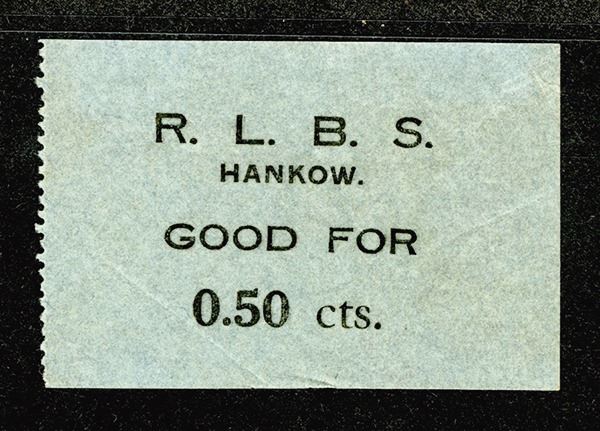 R. L. B. S.
HANKOW.
GOOD FOR
0.50 cts.